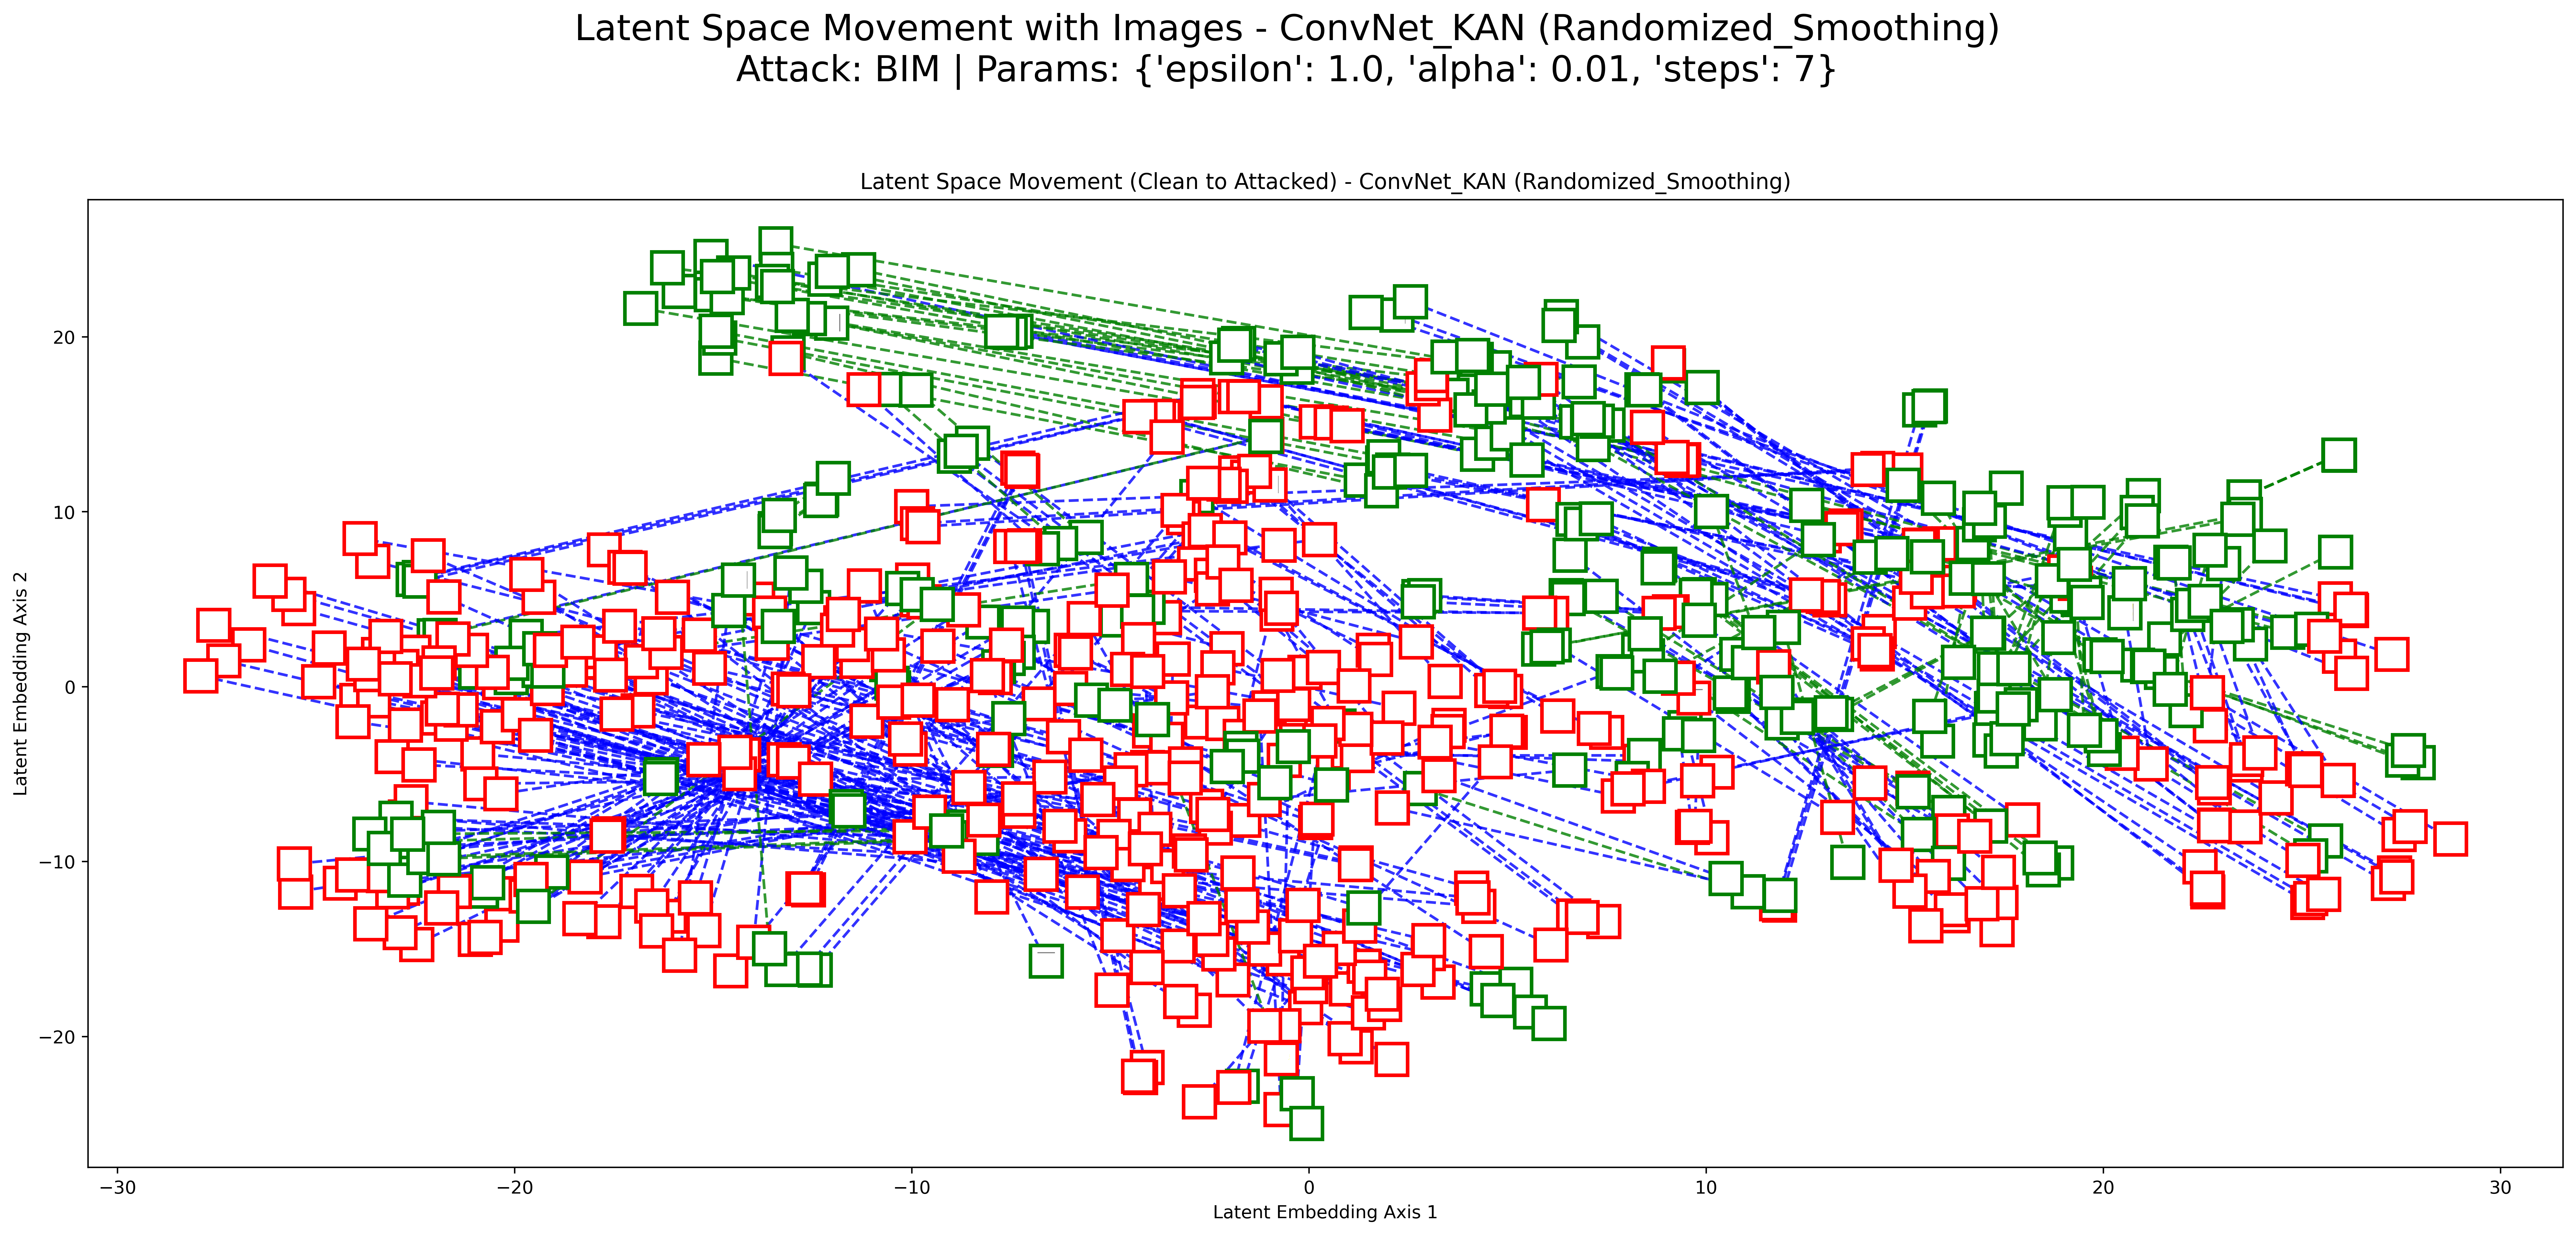 Latent Space Movement with Images - ConvNet_KAN (Randomized_Smoothing)
Attack: BIM | Params: {'epsilon': 1.0, 'alpha': 0.01, 'steps': 7}
Latent Space Movement (Clean to Attacked) - ConvNet_KAN (Randomized_Smoothing)
Latent Embedding Axis 2
20
10
0
−10
−20
−30
−20
−10
0
10
20
30
Latent Embedding Axis 1